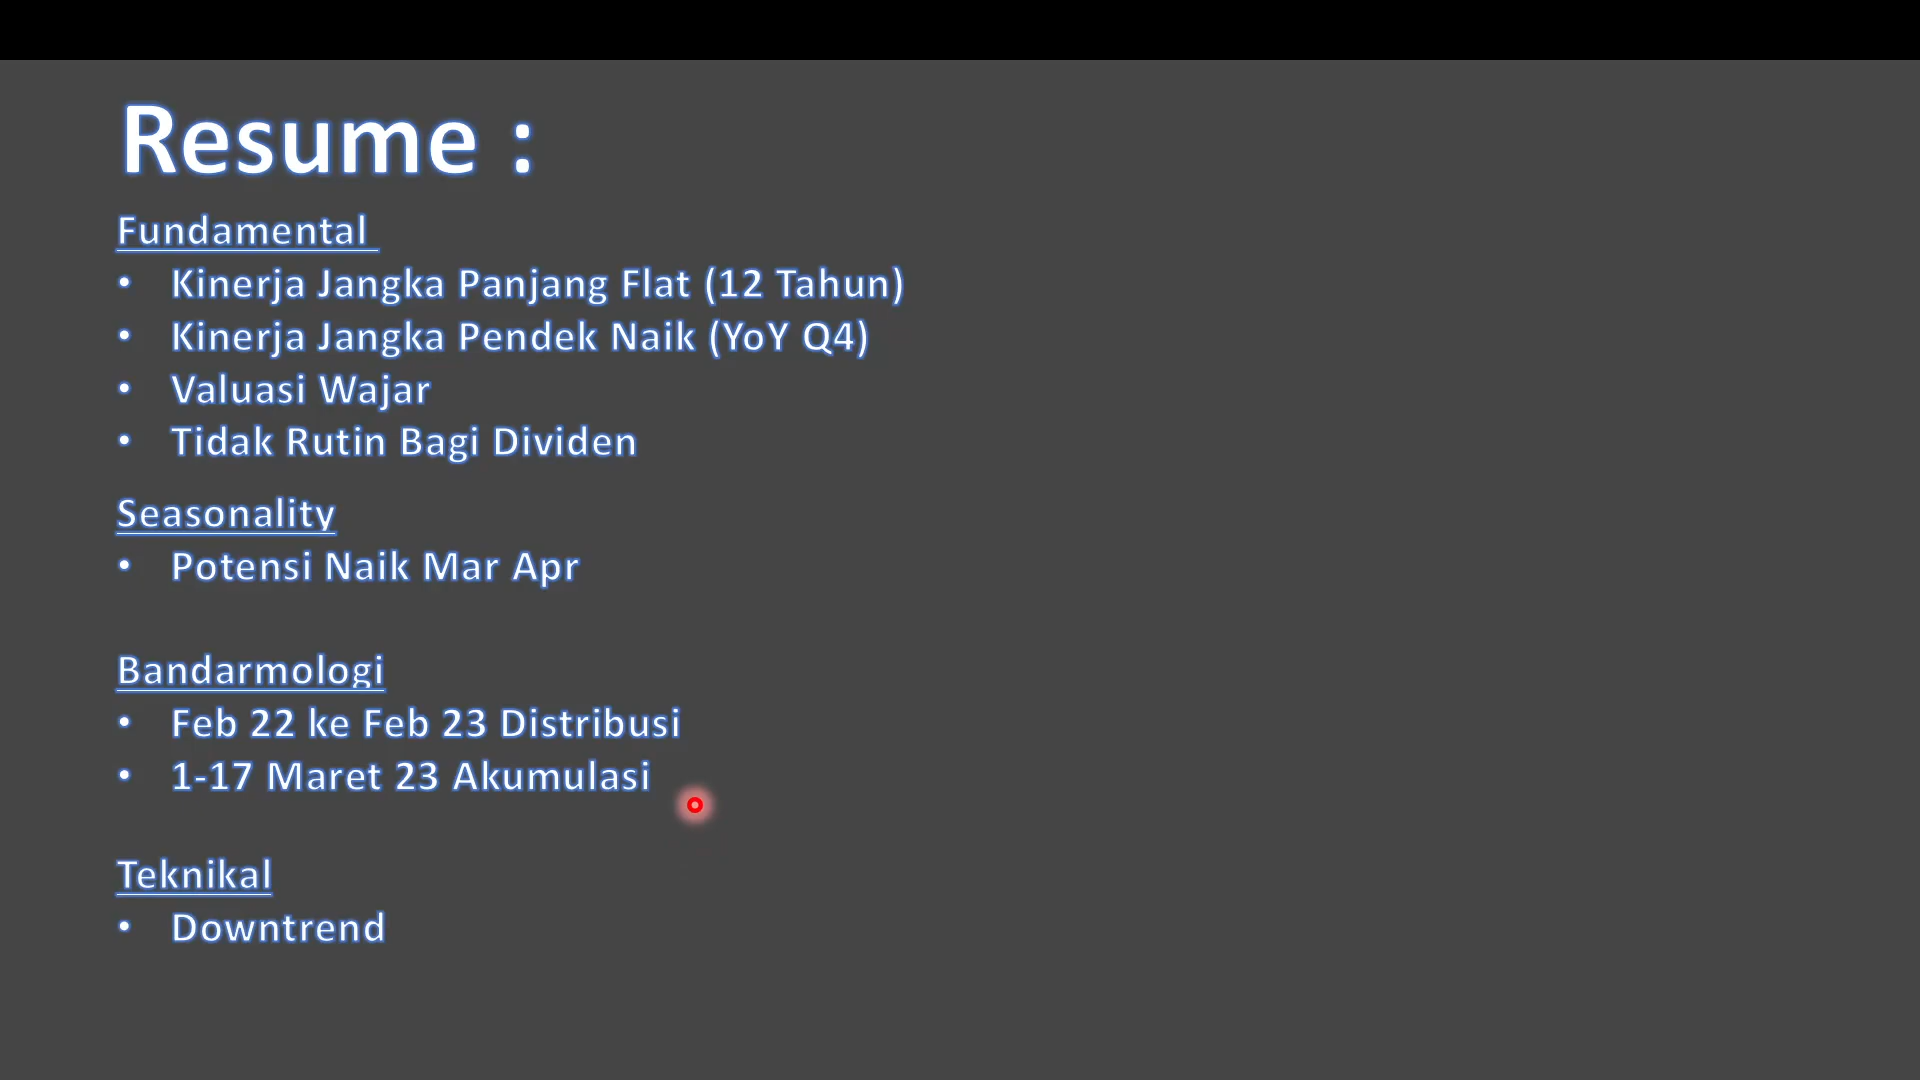 Resume :
Fundamental
• Kinerja Jangka Panjang Flat (12 Tahun)
• Kinerja Jangka Pendek Naik (YoY Q4)
• Valuasi Wajar
• Tidak Rutin Bagi Dividen
Seasonality
• Potensi Naik Mar Apr
Bandarmologi
• Feb 22 ke Feb 23 Distribusi
• 1-17 Maret 23 Akumulasi
Teknikal
• Downtrend